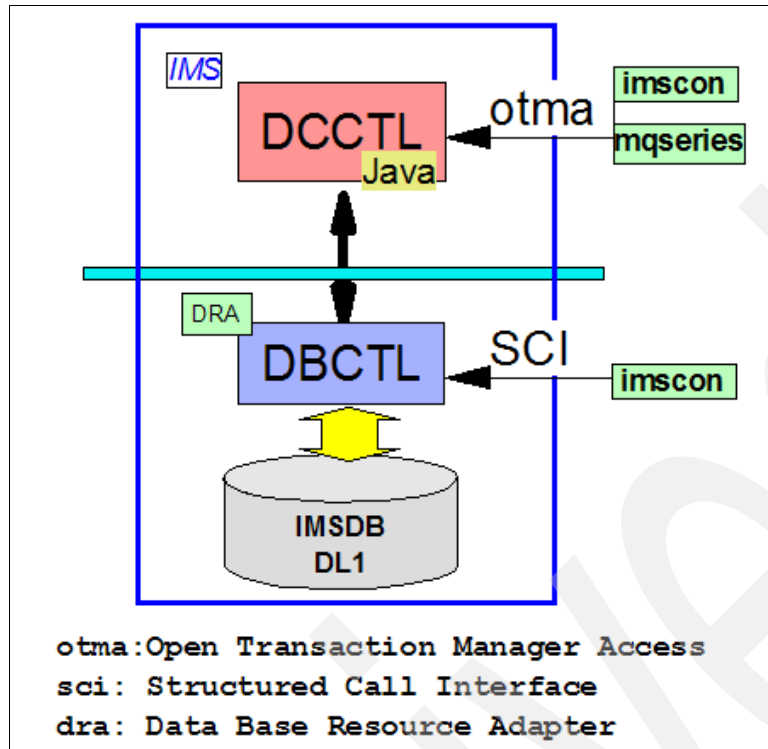 IMS
DCCTL
Java
otma
imscon
mqseries
DRA
DBCTL
SCI
imscon
IMSDB
DL1
otma:Open Transaction Manager Access
sci: Structured Call Interface
dra: Data Base Resource Adapter